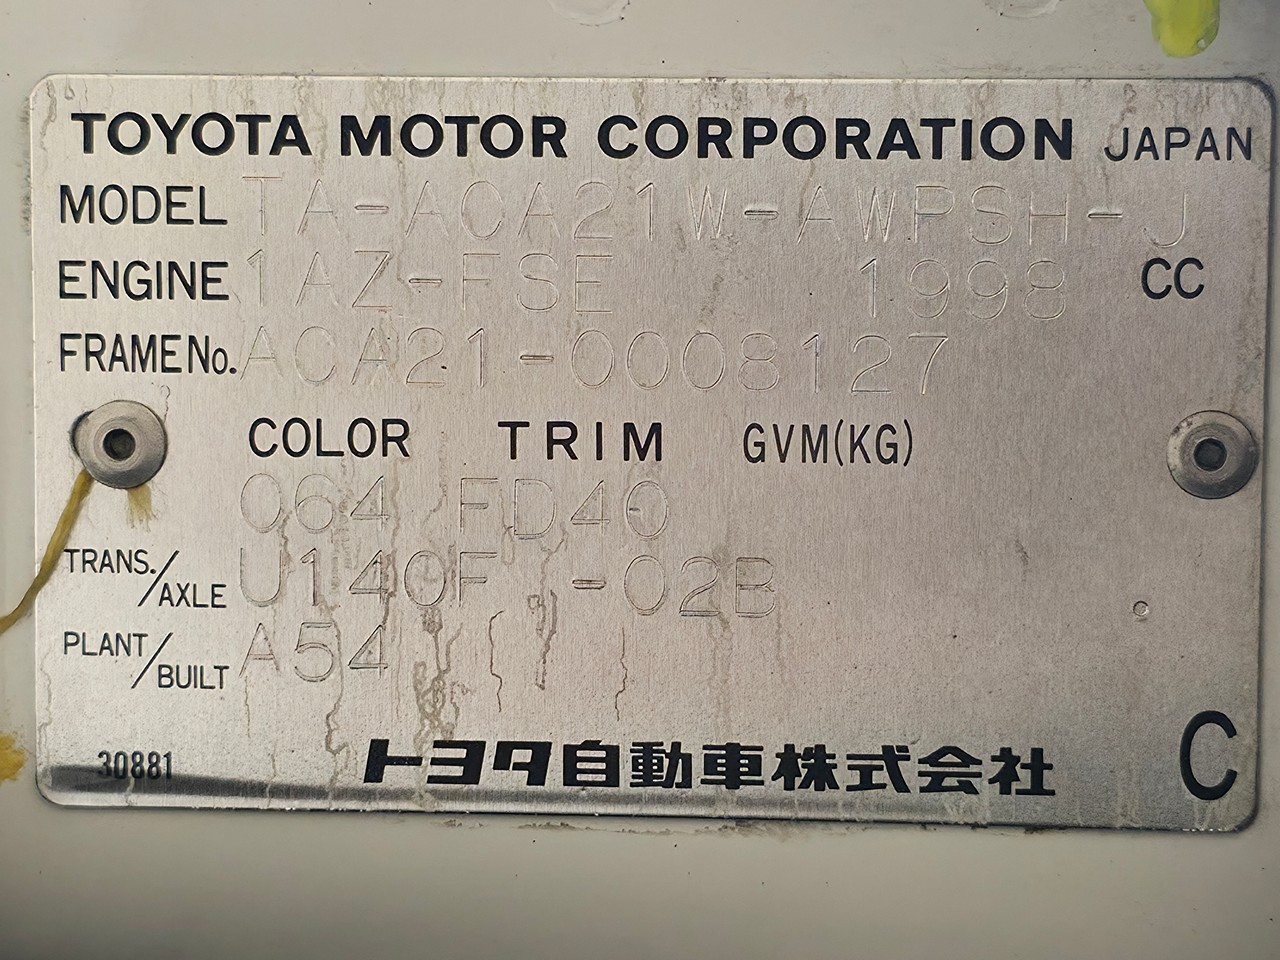 TOYOTA MOTOR CORPORATION JAPAN
MODEL TA-ACA21W-AWPSH-J
ENGINE 1AZ-FSE 1998 CC
FRAME No. ACA21-0008127
COLOR TRIM GVM(KG)
064 FD40
TRANS./AXLE U140F -02B
PLANT/BUILT A54
30881 トヨタ自動車株式会社 C